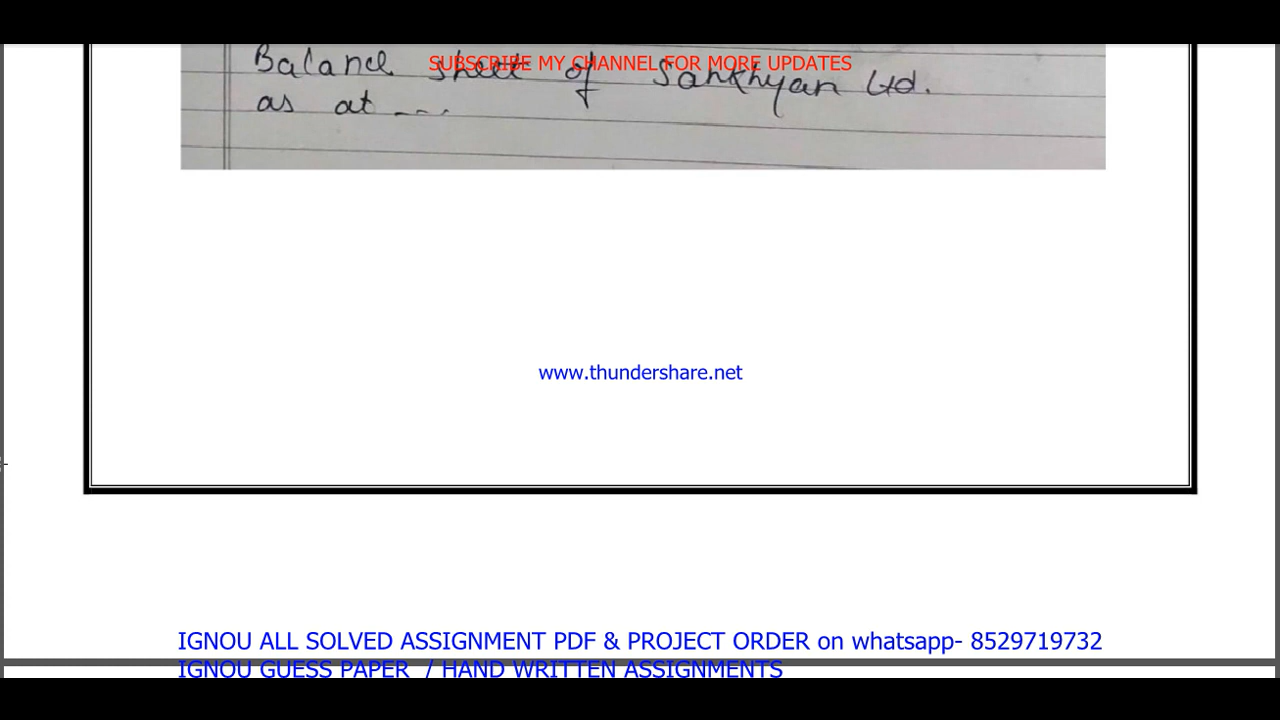 SUBSCRIBE MY CHANNEL FOR MORE UPDATES
Balance sheet of Sankhyan Ltd.
as at ---
www.thundershare.net
IGNOU ALL SOLVED ASSIGNMENT PDF & PROJECT ORDER on whatsapp- 8529719732
IGNOU GUESS PAPER / HAND WRITTEN ASSIGNMENTS